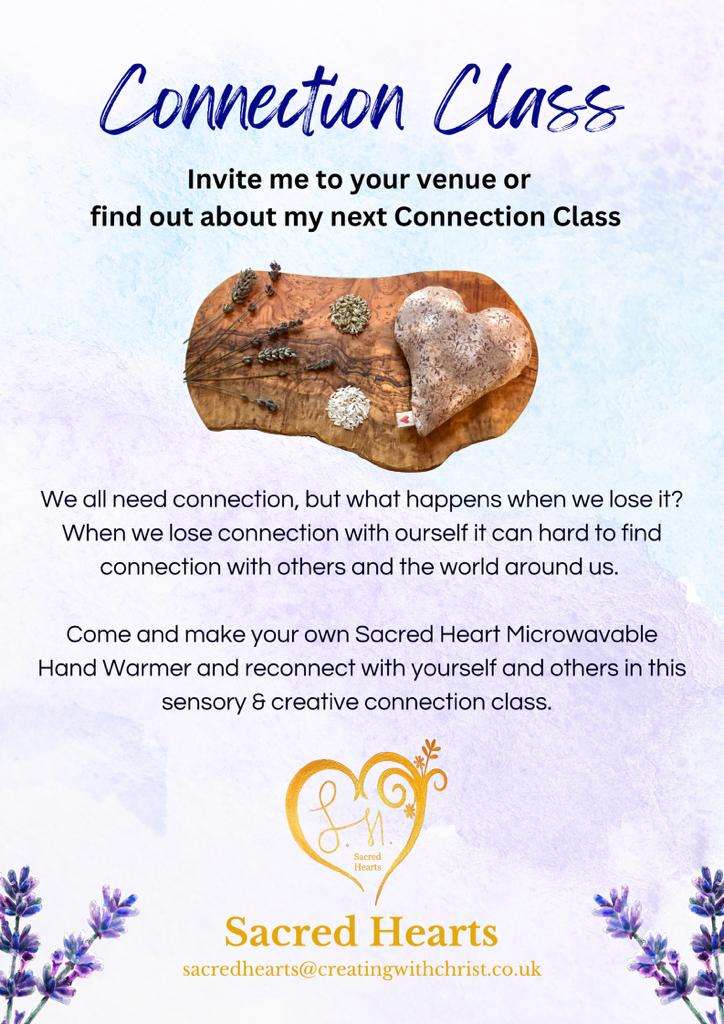 Connection Class
Invite me to your venue or
find out about my next Connection Class
We all need connection, but what happens when we lose it?
When we lose connection with ourself it can hard to find
connection with others and the world around us.
Come and make your own Sacred Heart Microwavable
Hand Warmer and reconnect with yourself and others in this
sensory & creative connection class.
S. H.
Sacred
Hearts
Sacred Hearts
sacredhearts@creatingwithchrist.co.uk